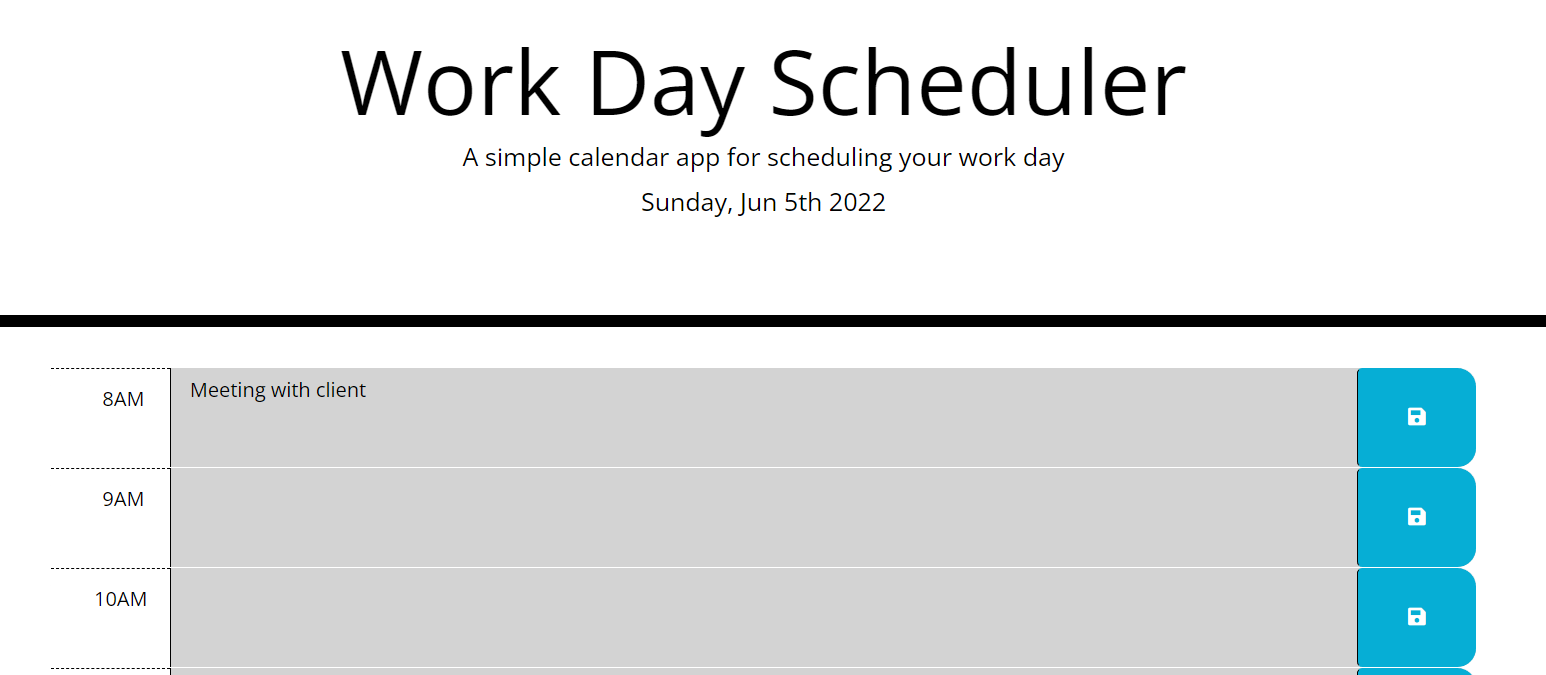 Work Day Scheduler
A simple calendar app for scheduling your work day
Sunday, Jun 5th 2022
8AM
Meeting with client
9AM
10AM